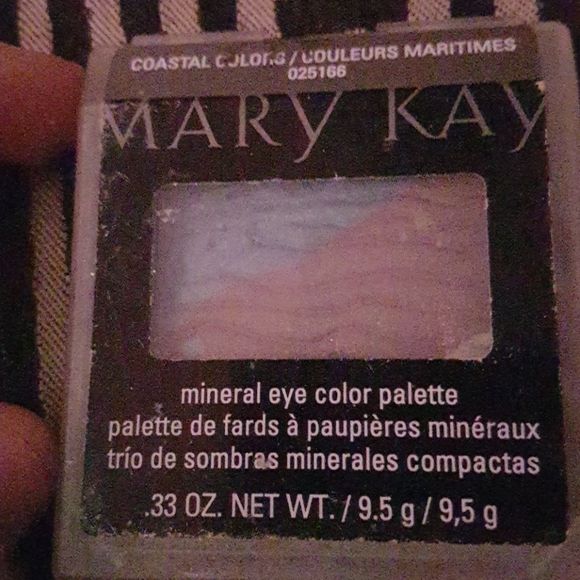 COASTAL COLORS / COULEURS MARITIMES
025166
MARY KAY
mineral eye color palette
palette de fards à paupières minéraux
trío de sombras minerales compactas
.33 OZ. NET WT. / 9.5 g / 9,5 g